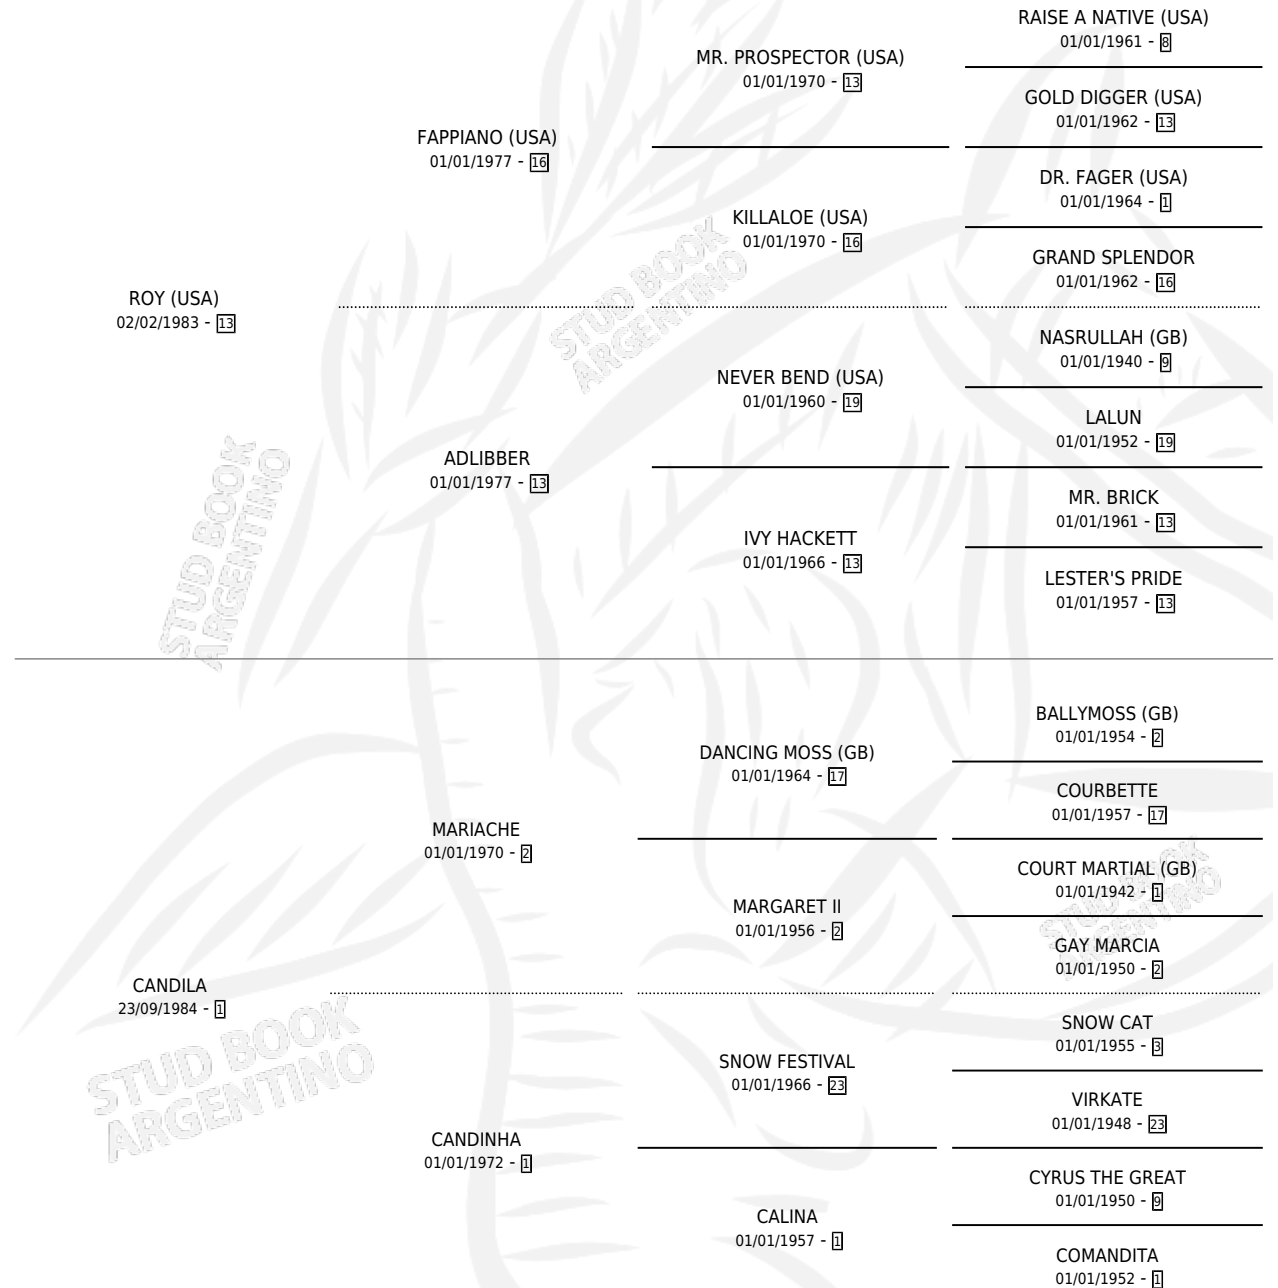 RAISE A NATIVE (USA)
01/01/1961 - 8
MR. PROSPECTOR (USA)
01/01/1970 - 13
GOLD DIGGER (USA)
01/01/1962 - 13
FAPPIANO (USA)
01/01/1977 - 16
DR. FAGER (USA)
01/01/1964 - 1
KILLALOE (USA)
01/01/1970 - 16
GRAND SPLENDOR
01/01/1962 - 16
ROY (USA)
02/02/1983 - 13
NASRULLAH (GB)
01/01/1940 - 9
NEVER BEND (USA)
01/01/1960 - 19
LALUN
01/01/1952 - 19
ADLIBBER
01/01/1977 - 13
MR. BRICK
01/01/1961 - 13
IVY HACKETT
01/01/1966 - 13
LESTER'S PRIDE
01/01/1957 - 13
BALLYMOSS (GB)
01/01/1954 - 2
DANCING MOSS (GB)
01/01/1964 - 17
COURBETTE
01/01/1957 - 17
MARIACHE
01/01/1970 - 2
COURT MARTIAL (GB)
01/01/1942 - 1
MARGARET II
01/01/1956 - 2
GAY MARCIA
01/01/1950 - 2
CANDILA
23/09/1984 - 1
SNOW CAT
01/01/1955 - 3
SNOW FESTIVAL
01/01/1966 - 23
VIRKATE
01/01/1948 - 23
CANDINHA
01/01/1972 - 1
CYRUS THE GREAT
01/01/1950 - 9
CALINA
01/01/1957 - 1
COMANDITA
01/01/1952 - 1
STUD BOOK
ARGENTINO
STUD BOOK
ARGENTINO
STUD BOOK
ARGENTINO
STUD BOOK
ARGENTINO